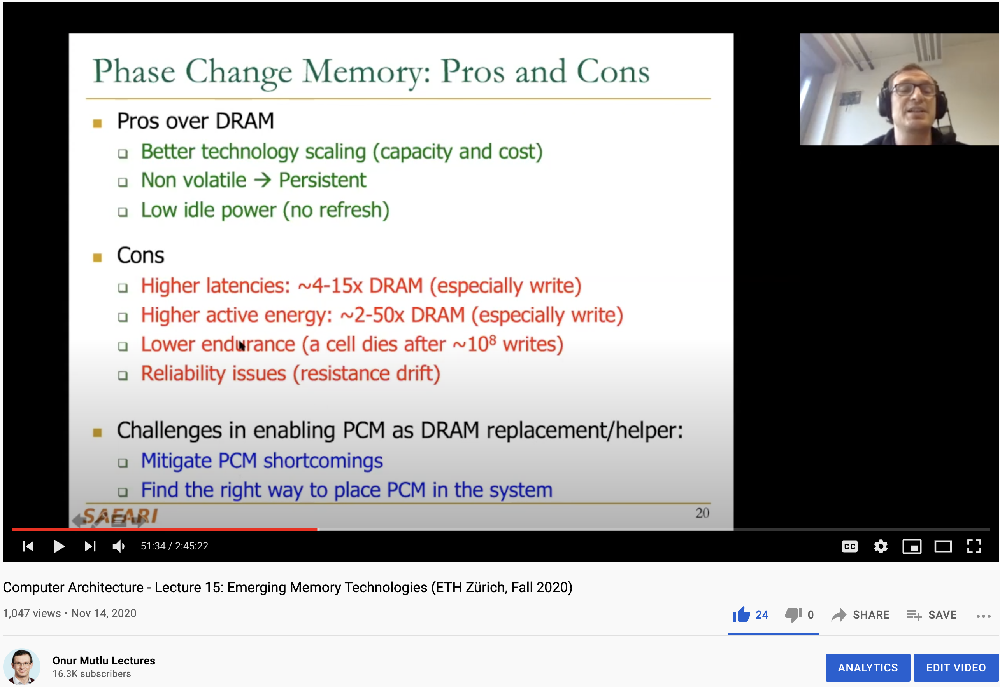 Phase Change Memory: Pros and Cons
Pros over DRAM
Better technology scaling (capacity and cost)
Non volatile → Persistent
Low idle power (no refresh)
Cons
Higher latencies: ~4-15x DRAM (especially write)
Higher active energy: ~2-50x DRAM (especially write)
Lower endurance (a cell dies after ~10⁸ writes)
Reliability issues (resistance drift)
Challenges in enabling PCM as DRAM replacement/helper:
Mitigate PCM shortcomings
Find the right way to place PCM in the system
SAFARI
20
51:34 / 2:45:22
CC
Computer Architecture - Lecture 15: Emerging Memory Technologies (ETH Zürich, Fall 2020)
1,047 views • Nov 14, 2020
24
0
SHARE
SAVE
Onur Mutlu Lectures
16.3K subscribers
ANALYTICS
EDIT VIDEO